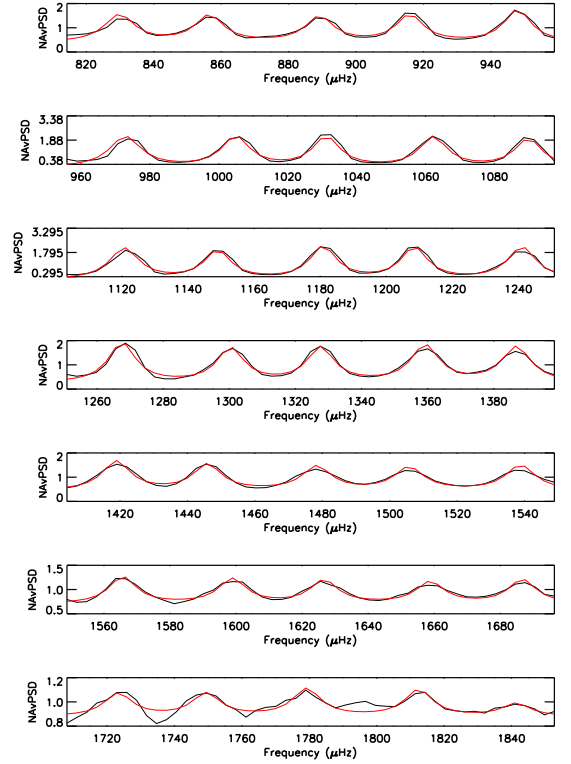 2
1
0
NAvPSD
820 840 860 880 900 920 940
Frequency (μHz)
3.38
1.88
0.38
NAvPSD
960 980 1000 1020 1040 1060 1080
Frequency (μHz)
3.295
1.795
0.295
NAvPSD
1120 1140 1160 1180 1200 1220 1240
Frequency (μHz)
2
1
0
NAvPSD
1260 1280 1300 1320 1340 1360 1380
Frequency (μHz)
2
1
0
NAvPSD
1420 1440 1460 1480 1500 1520 1540
Frequency (μHz)
1.5
1.0
0.5
NAvPSD
1560 1580 1600 1620 1640 1660 1680
Frequency (μHz)
1.2
1.0
0.8
NAvPSD
1720 1740 1760 1780 1800 1820 1840
Frequency (μHz)